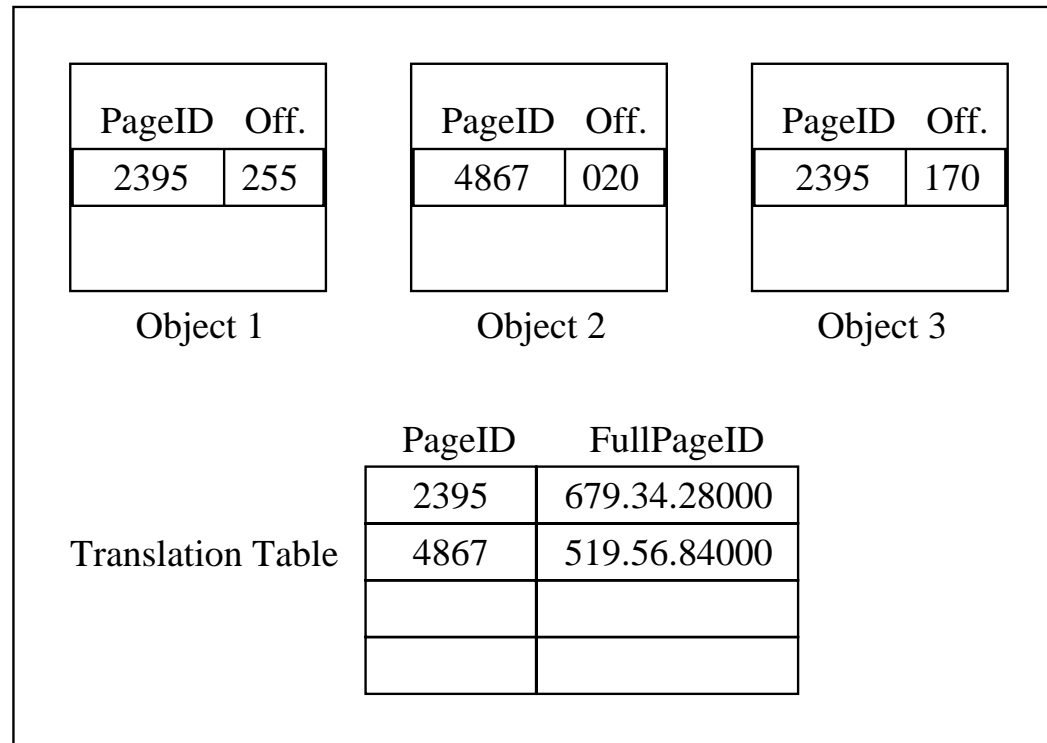 PageID Off. PageID Off. PageID Off.
2395 255 4867 020 2395 170
Object 1 Object 2 Object 3
PageID FullPageID
2395 679.34.28000
Translation Table 4867 519.56.84000